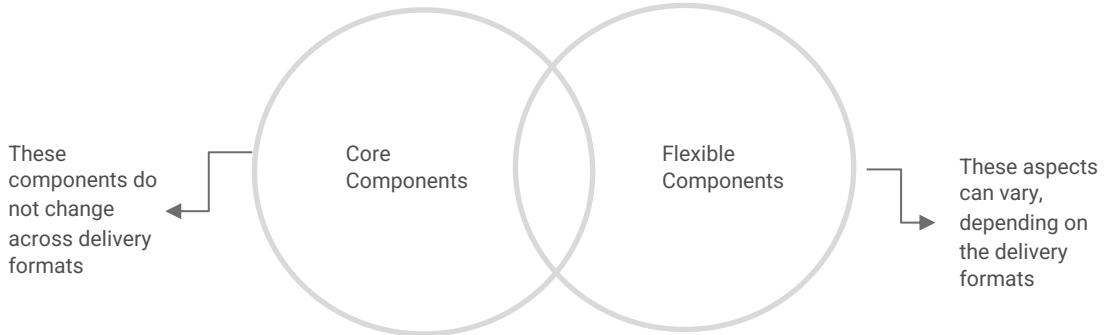 These
components do
not change
across delivery
formats
Core
Components
Flexible
Components
These aspects
can vary,
depending on
the delivery
formats